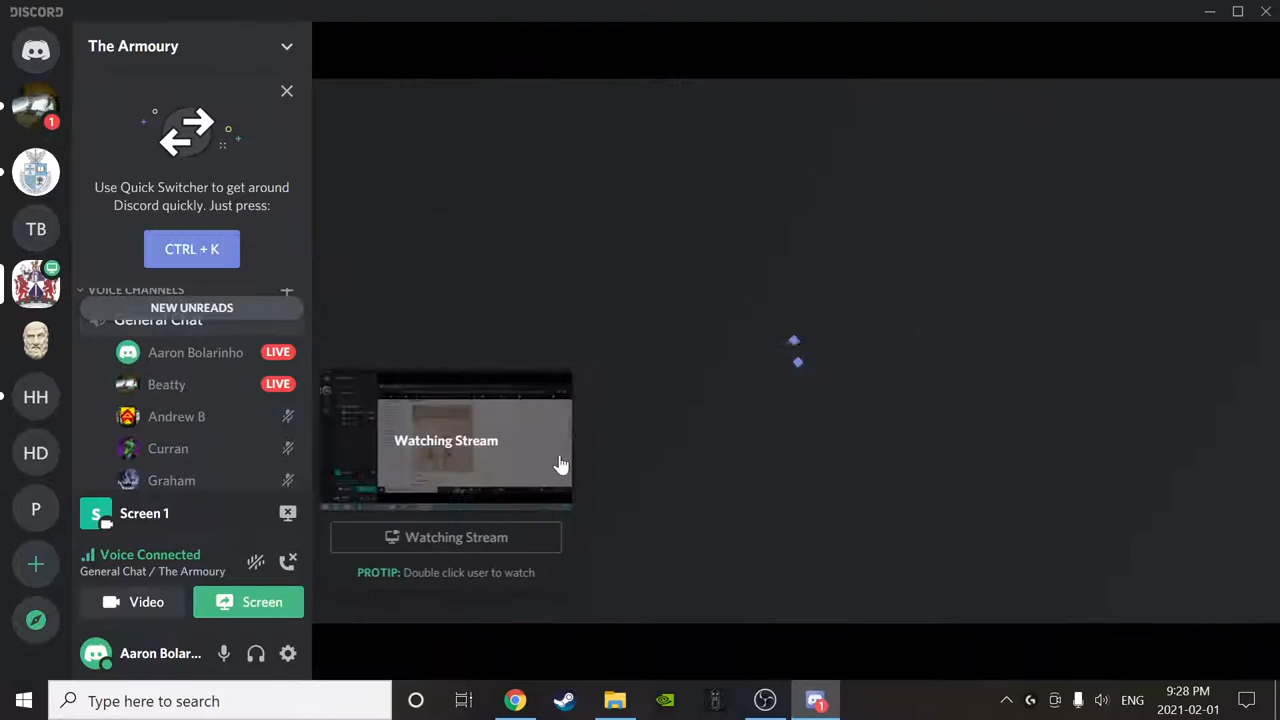 DISCORD
The Armoury
1
Use Quick Switcher to get around
Discord quickly. Just press:
CTRL + K
TB
VOICE CHANNELS
NEW UNREADS
General Chat
Aaron Bolarinho LIVE
Beatty LIVE
HH
Andrew B
Curran
HD
Graham
P
S
Screen 1
Voice Connected
General Chat / The Armoury
Video
Screen
Aaron Bolar...
Watching Stream
Watching Stream
PROTIP: Double click user to watch
Type here to search
1
ENG
9:28 PM
2021-02-01